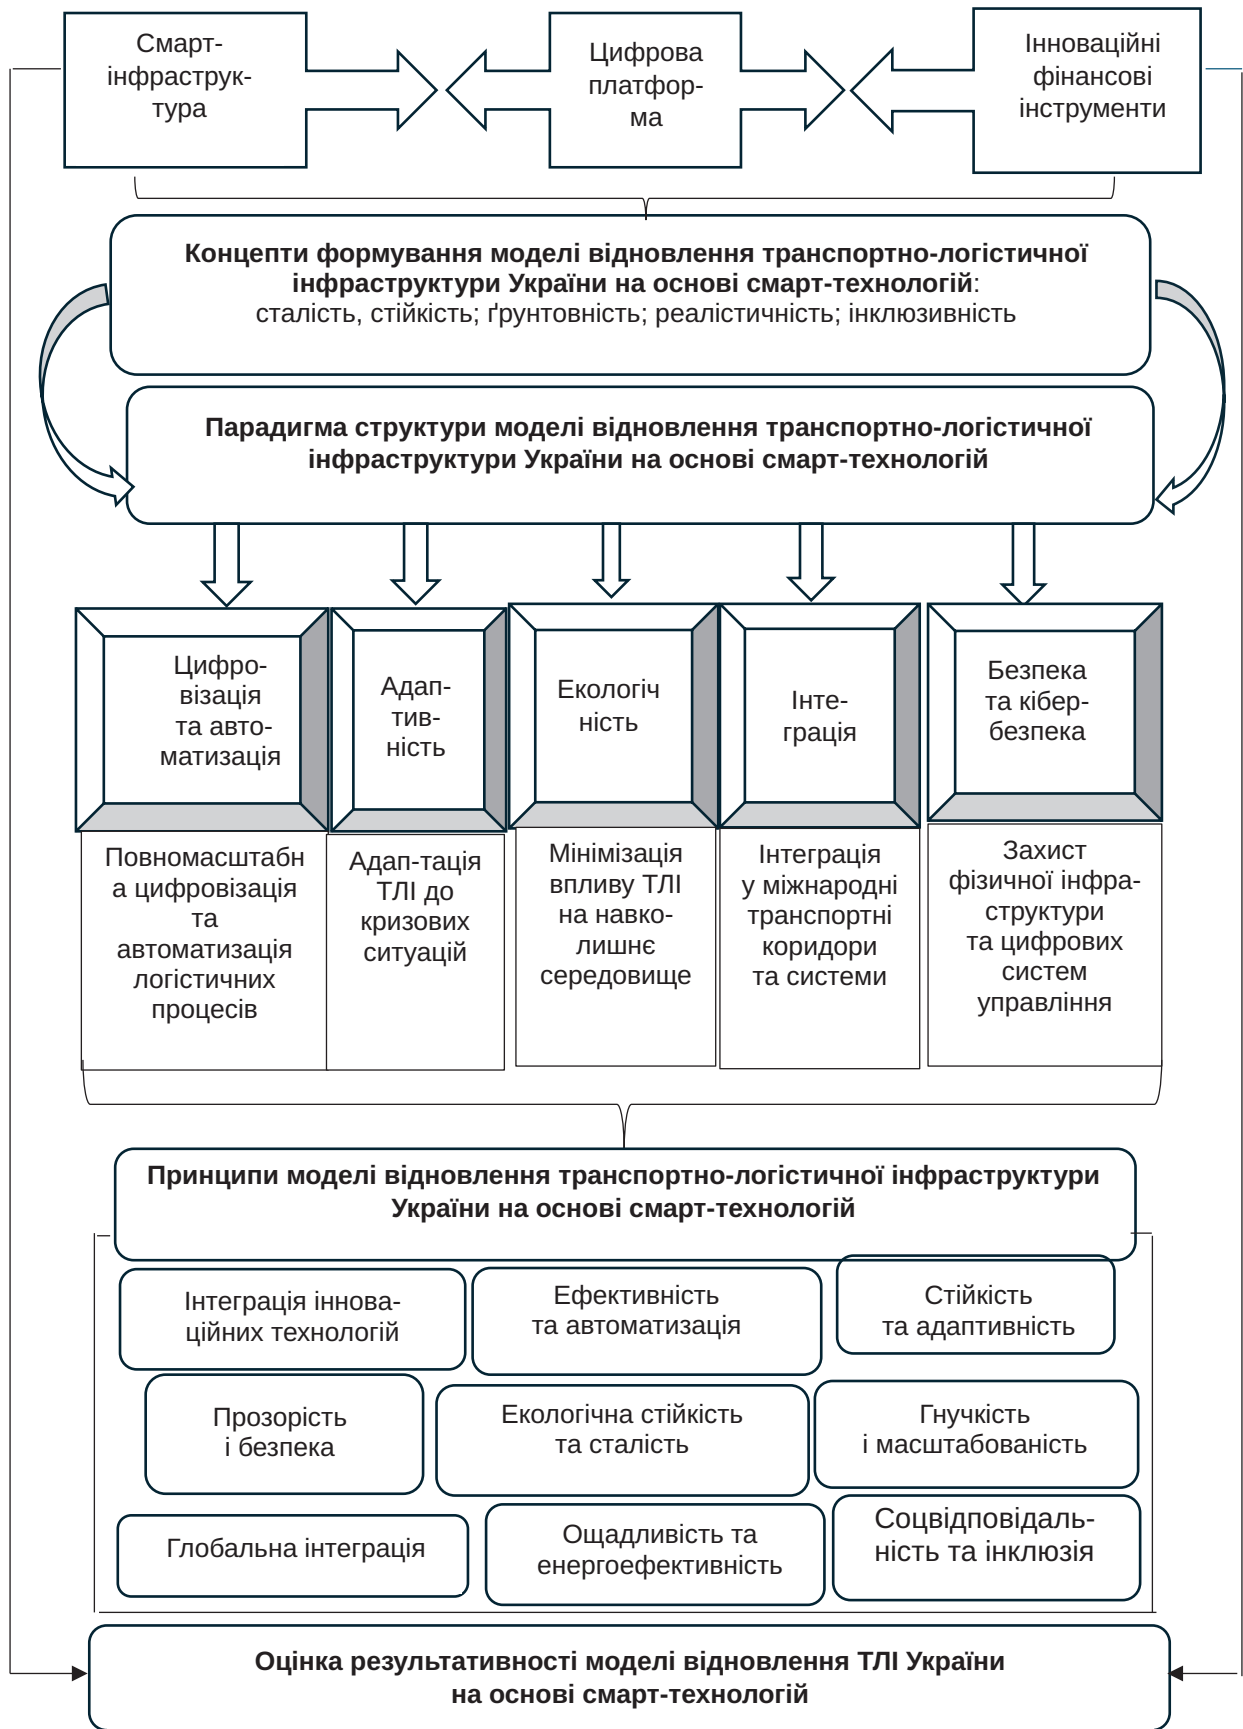 Смарт-
інфраструк-
тура
Цифрова
платфор-
ма
Інноваційні
фінансові
інструменти
Концепти формування моделі відновлення транспортно-логістичної
інфраструктури України на основі смарт-технологій:
сталість, стійкість; ґрунтовність; реалістичність; інклюзивність
Парадигма структури моделі відновлення транспортно-логістичної
інфраструктури України на основі смарт-технологій
Цифро-
візація
та авто-
матизація
Адап-
тив-
ність
Екологіч
ність
Інте-
грація
Безпека
та кібер-
безпека
Повномасштабн
а цифровізація
та
автоматизація
логістичних
процесів
Адап-тація
ТЛІ до
кризових
ситуацій
Мінімізація
впливу ТЛІ
на навко-
лишнє
середовище
Інтеграція
у міжнародні
транспортні
коридори
та системи
Захист
фізичної інфра-
структури
та цифрових
систем
управління
Принципи моделі відновлення транспортно-логістичної інфраструктури
України на основі смарт-технологій
Інтеграція іннова-
ційних технологій
Ефективність
та автоматизація
Стійкість
та адаптивність
Прозорість
і безпека
Екологічна стійкість
та сталість
Гнучкість
і масштабованість
Глобальна інтеграція
Ощадливість та
енергоефективність
Соцвідповідаль-
ність та інклюзія
Оцінка результативності моделі відновлення ТЛІ України
на основі смарт-технологій